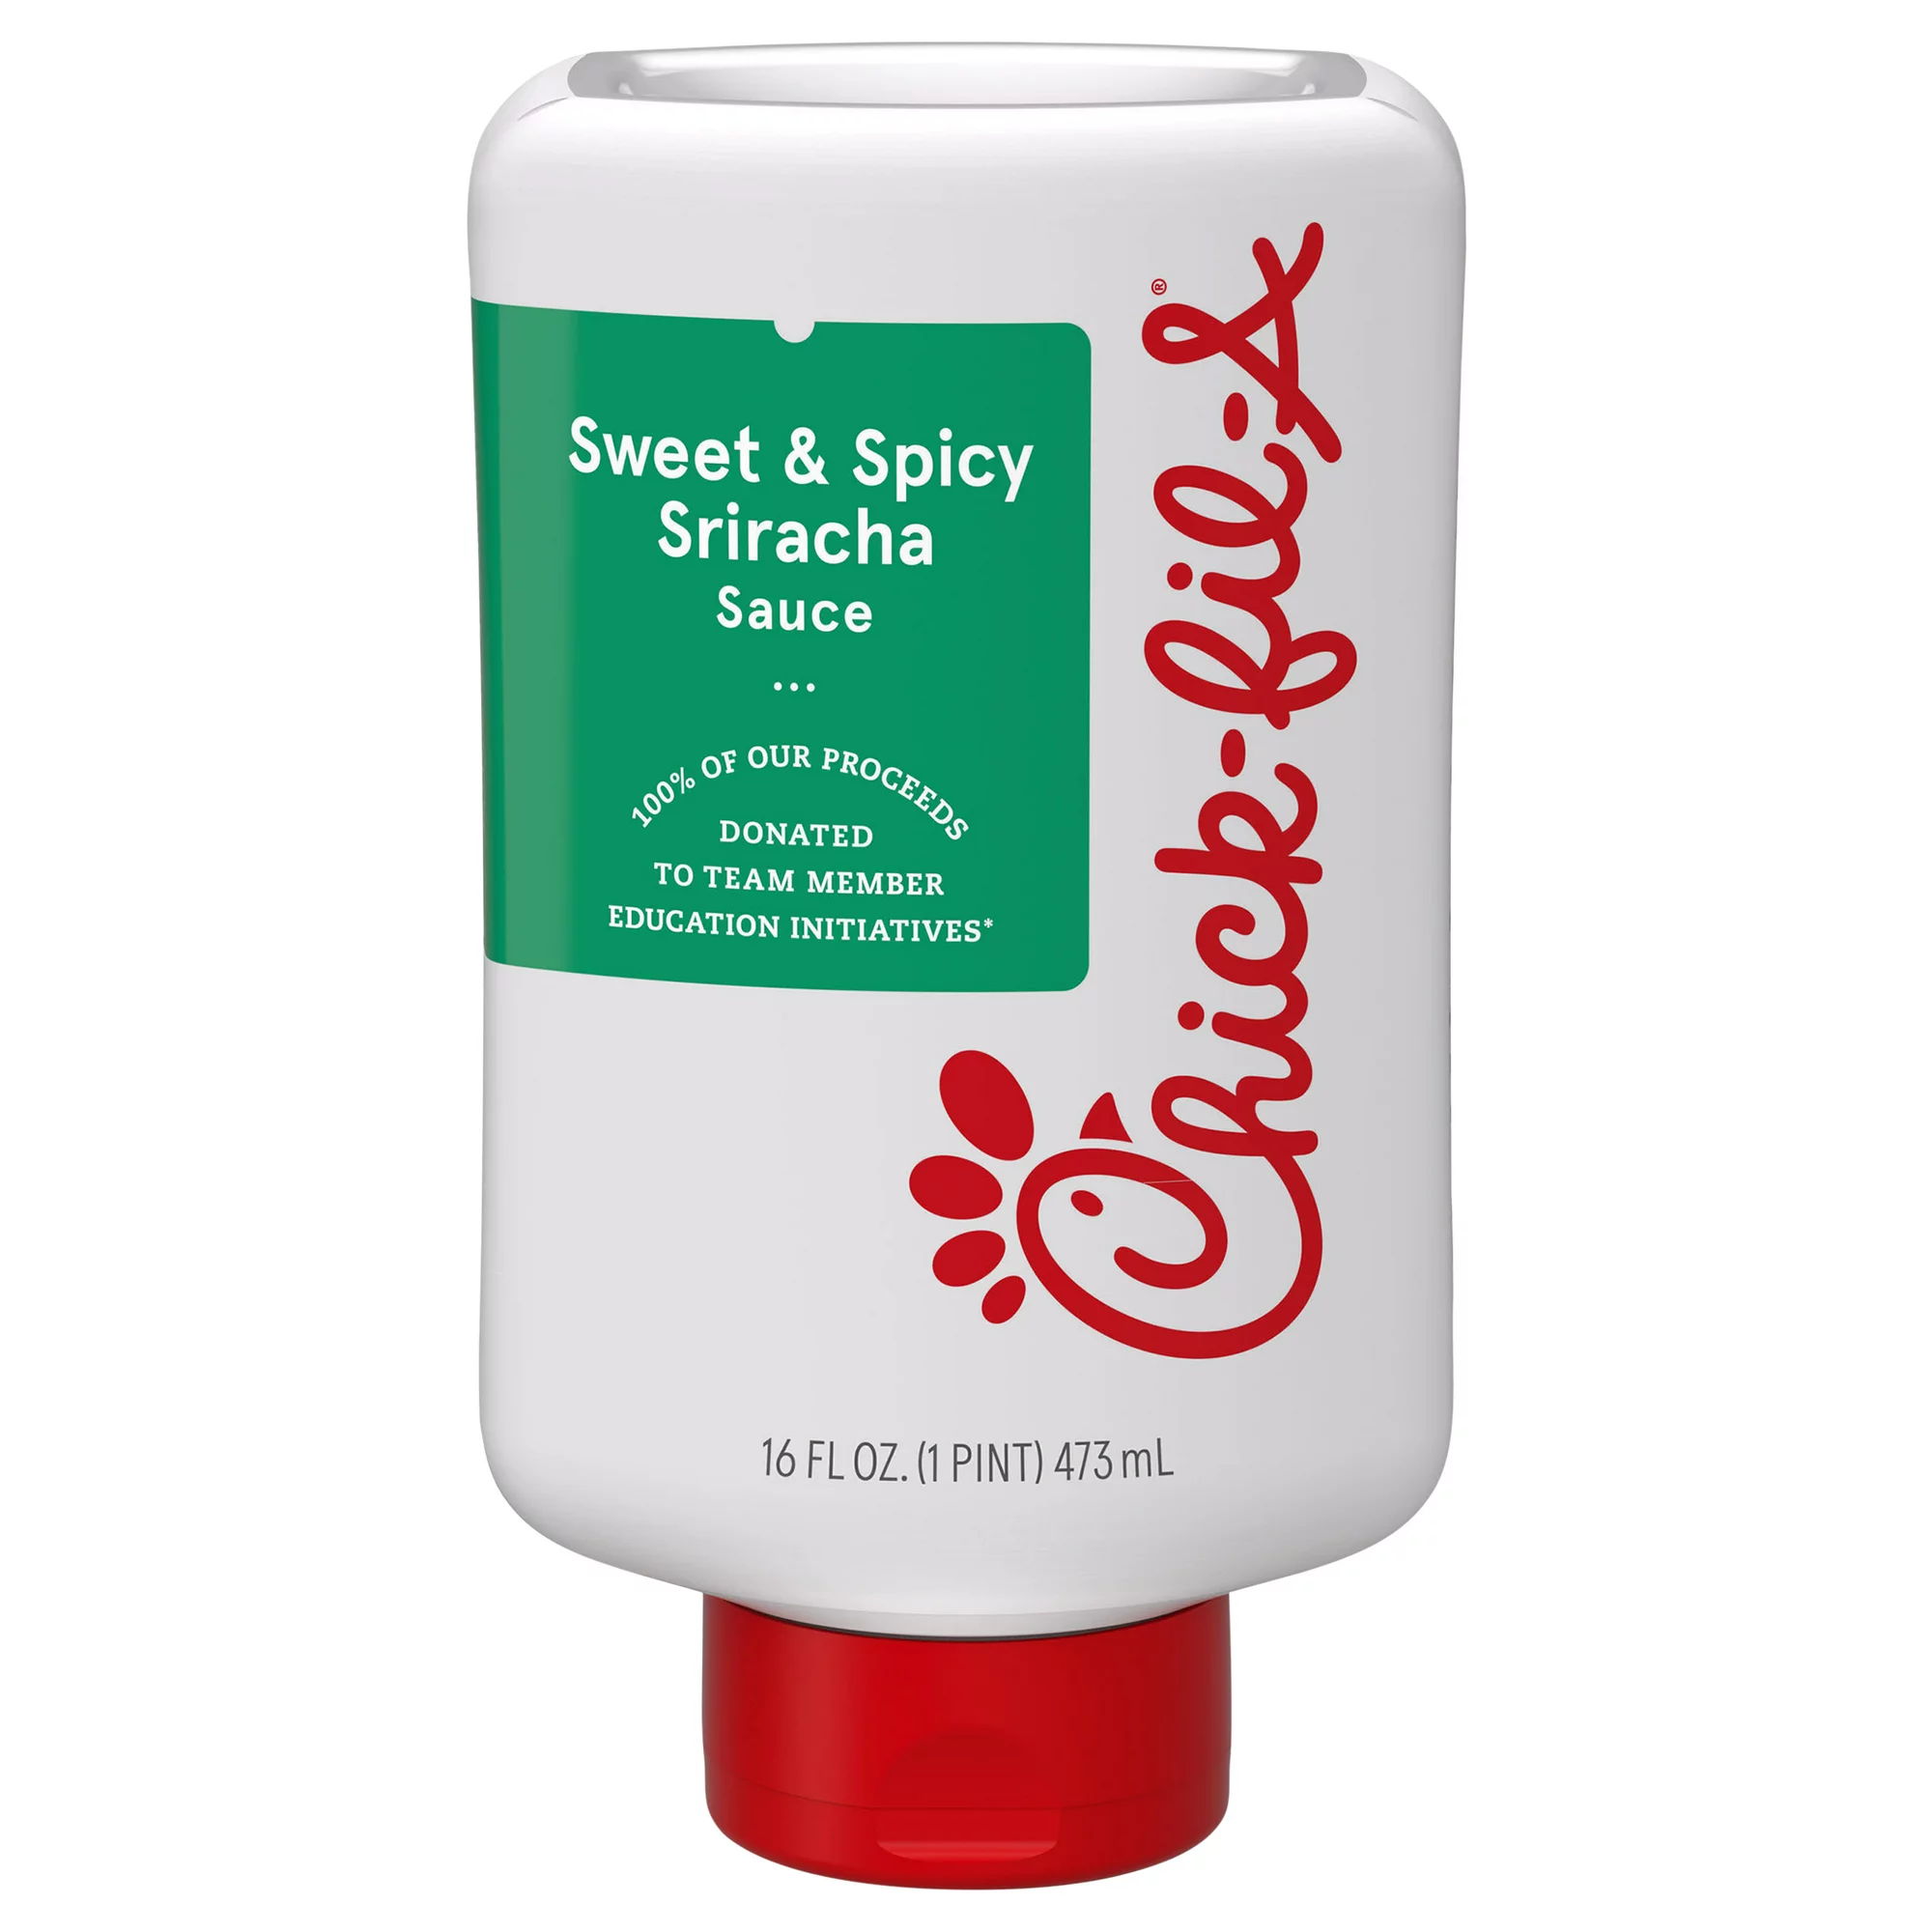 Sweet & Spicy
Sriracha
Sauce
...
100% OF OUR PROCEEDS
DONATED
TO TEAM MEMBER
EDUCATION INITIATIVES*
Chick-fil-A®
16 FL OZ. (1 PINT) 473 mL